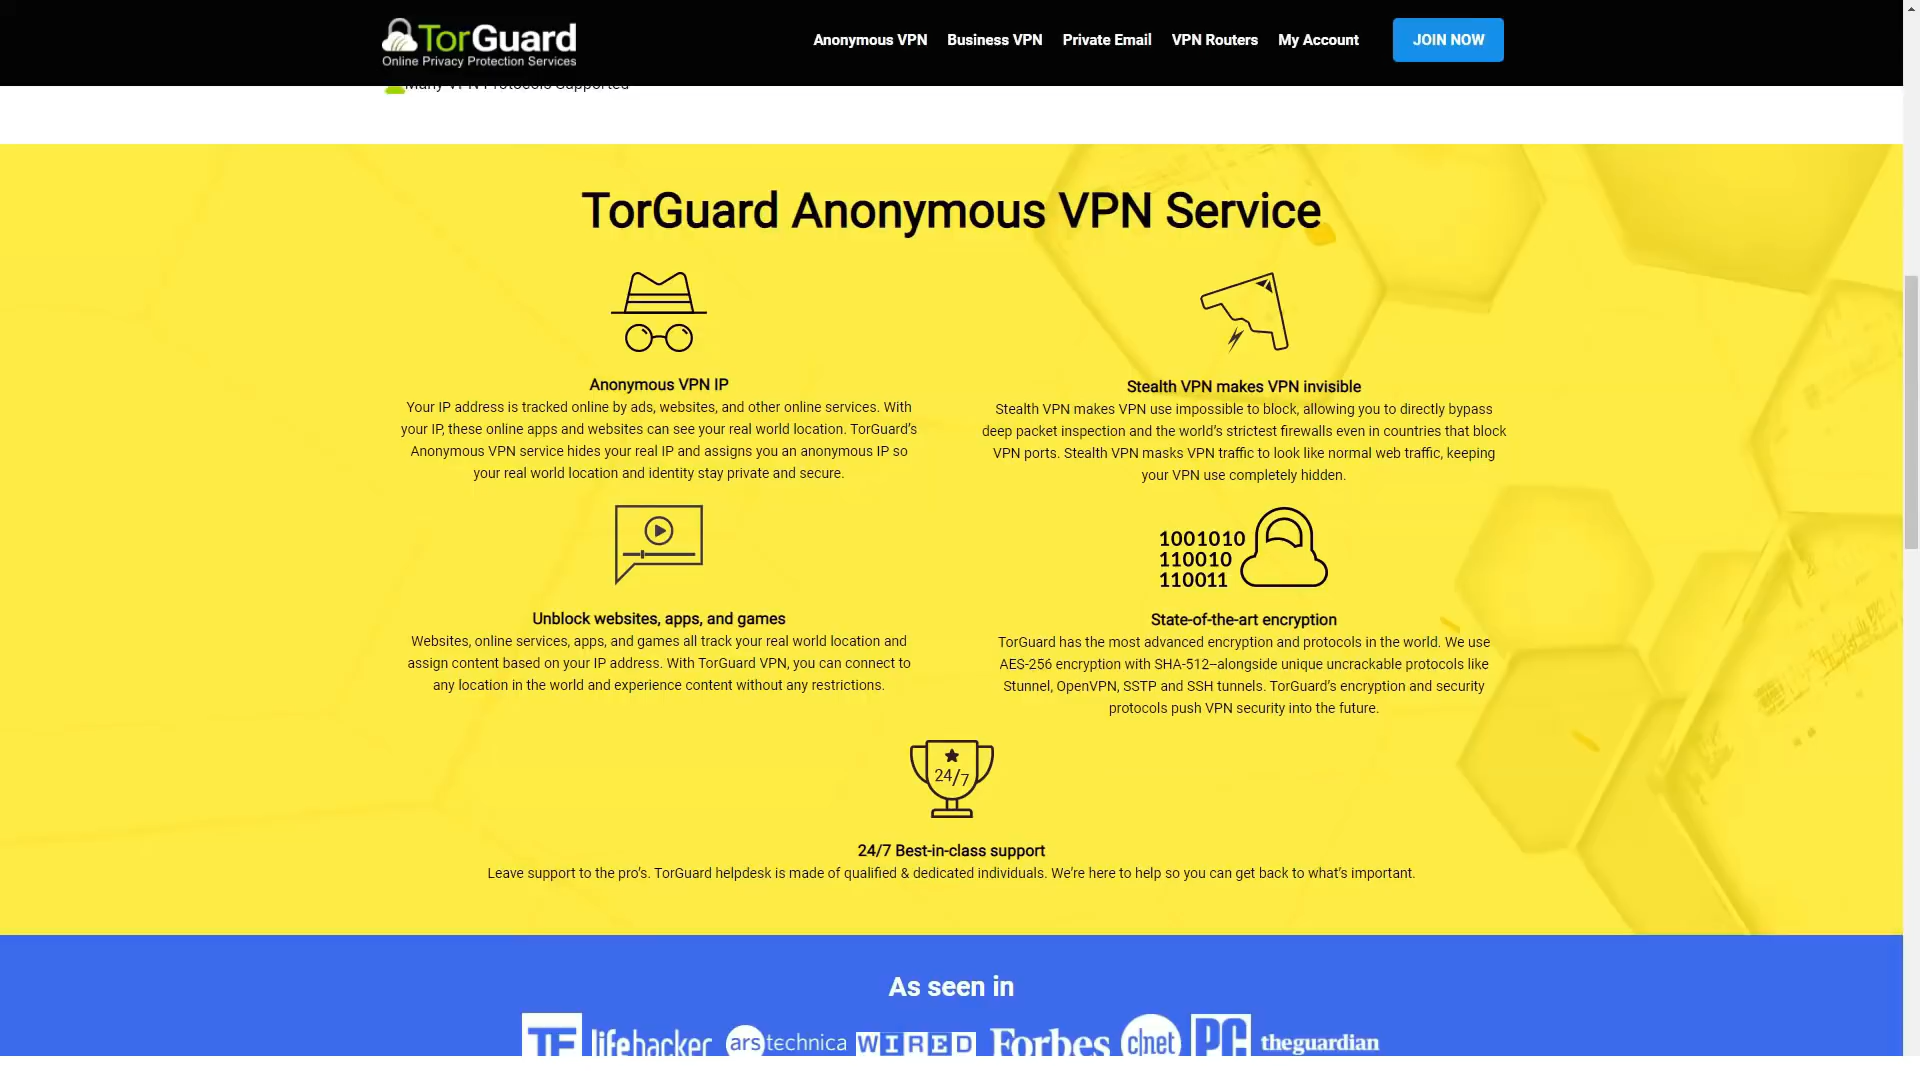 TorGuard
Online Privacy Protection Services
Anonymous VPN Business VPN Private Email VPN Routers My Account JOIN NOW
Many VPN Protocols Supported
TorGuard Anonymous VPN Service
Anonymous VPN IP
Your IP address is tracked online by ads, websites, and other online services. With
your IP, these online apps and websites can see your real world location. TorGuard’s
Anonymous VPN service hides your real IP and assigns you an anonymous IP so
your real world location and identity stay private and secure.
Stealth VPN makes VPN invisible
Stealth VPN makes VPN use impossible to block, allowing you to directly bypass
deep packet inspection and the world’s strictest firewalls even in countries that block
VPN ports. Stealth VPN masks VPN traffic to look like normal web traffic, keeping
your VPN use completely hidden.
Unblock websites, apps, and games
Websites, online services, apps, and games all track your real world location and
assign content based on your IP address. With TorGuard VPN, you can connect to
any location in the world and experience content without any restrictions.
1001010
110010
110011
State-of-the-art encryption
TorGuard has the most advanced encryption and protocols in the world. We use
AES-256 encryption with SHA-512–alongside unique uncrackable protocols like
Stunnel, OpenVPN, SSTP and SSH tunnels. TorGuard’s encryption and security
protocols push VPN security into the future.
24/7
24/7 Best-in-class support
Leave support to the pro’s. TorGuard helpdesk is made of qualified & dedicated individuals. We’re here to help so you can get back to what’s important.
As seen in
TF lifehacker ars technica WIRED Forbes c|net PC theguardian